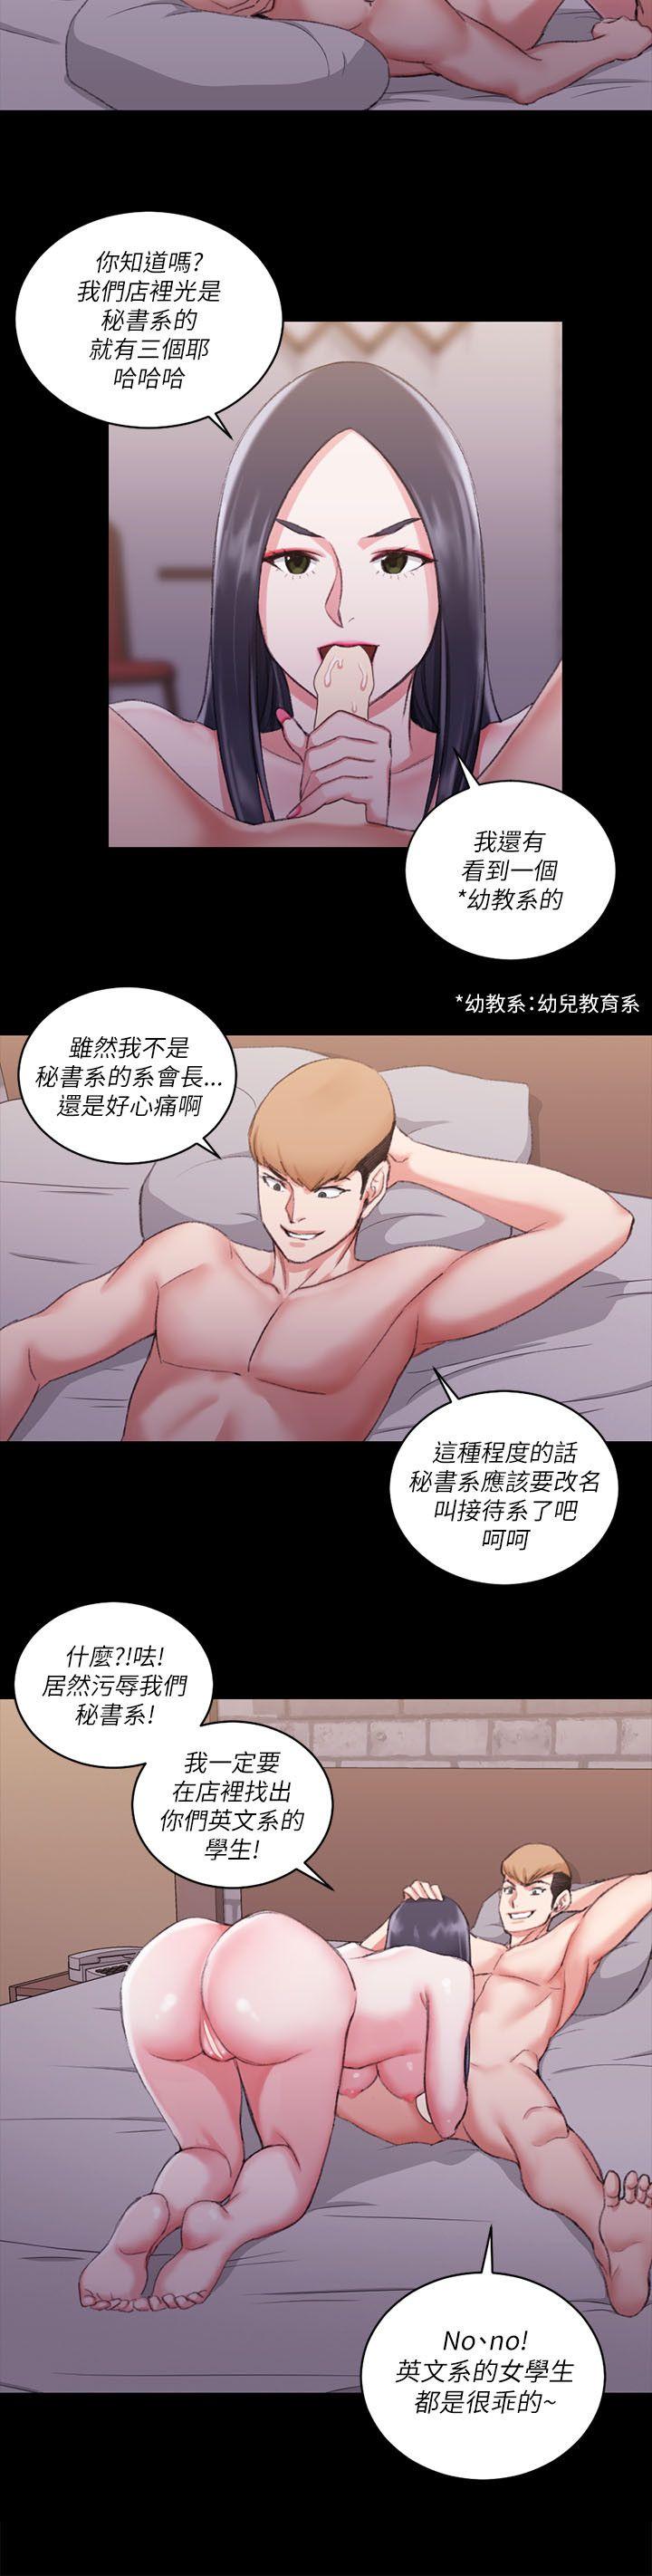 你知道嗎?
我們店裡光是
秘書系的
就有三個耶
哈哈哈
我還有
看到一個
*幼教系的
*幼教系:幼兒教育系
雖然我不是
秘書系的系會長...
還是好心痛啊
這種程度的話
秘書系應該要改名
叫接待系了吧
呵呵
什麼?!呿!
居然污辱我們
秘書系!
我一定要
在店裡找出
你們英文系的
學生!
No、no!
英文系的女學生
都是很乖的~